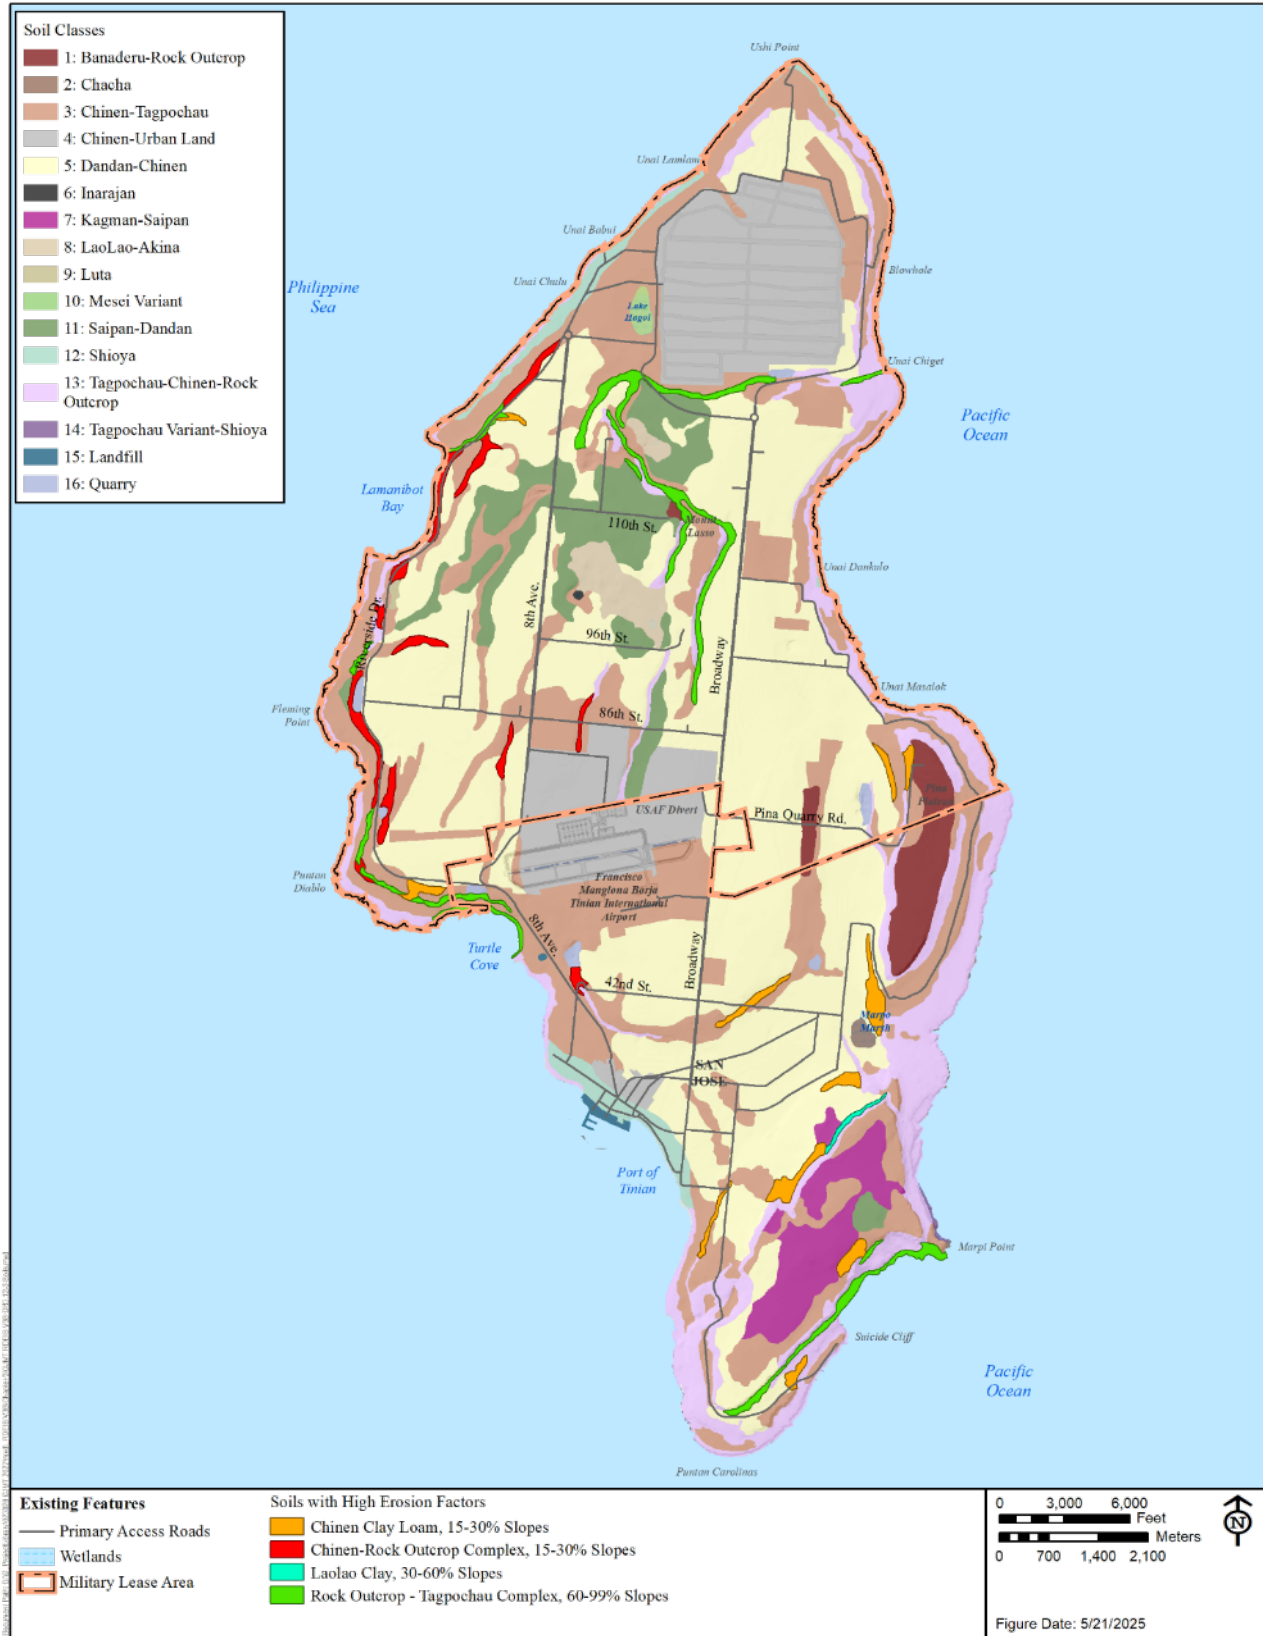 Soil Classes
1: Banaderu-Rock Outcrop
2: Chacha
3: Chinen-Tagpochau
4: Chinen-Urban Land
5: Dandan-Chinen
6: Inarajan
7: Kagman-Saipan
8: LaoLao-Akina
9: Luta
10: Mesei Variant
11: Saipan-Dandan
12: Shioya
13: Tagpochau-Chinen-Rock
Outcrop
14: Tagpochau Variant-Shioya
15: Landfill
16: Quarry
Ushi Point
Unai Lamlam
Unai Babui
Unai Chulu
Blowhole
Philippine
Sea
Lake
Hagoi
Unai Chiget
Pacific
Ocean
Lamanibot
Bay
110th St.
Mount
Lasso
Unai Dankulo
8th Ave.
Riverside Dr.
96th St.
Broadway
Unai Masalok
Fleming
Point
86th St.
Pina
Plateau
USAF Divert
Pina Quarry Rd.
Puntan
Diablo
Francisco
Manglona Borja
Tinian International
Airport
8th Ave.
Turtle
Cove
Broadway
42nd St.
Marpo
Marsh
SAN
JOSE
Port of
Tinian
Marpi Point
Suicide Cliff
Pacific
Ocean
Puntan Carolinas
Existing Features
Primary Access Roads
Wetlands
Military Lease Area
Soils with High Erosion Factors
Chinen Clay Loam, 15-30% Slopes
Chinen-Rock Outcrop Complex, 15-30% Slopes
Laolao Clay, 30-60% Slopes
Rock Outcrop - Tagpochau Complex, 60-99% Slopes
0 3,000 6,000
Feet
Meters
0 700 1,400 2,100
N
Figure Date: 5/21/2025